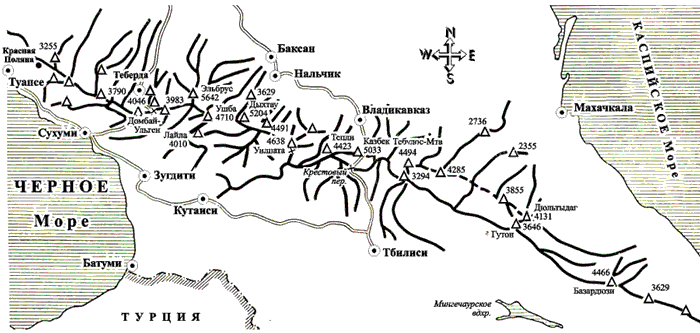 N
W E
S
КАСПИЙСКОЕ МОРЕ
Красная
Поляна
3255
Туапсе
Баксан
Нальчик
Теберда
3790
4046
3983
Домбай-
Ульген
Эльбрус
5642
Ушба
4710
3629
Дыхтау
5204
Лайла
4010
4491
4638
Уилпата
Владикавказ
Тепли
4423
Казбек
5033
Крестовый
пер.
Тебулос-Мтв
4494
3294
4285
2736
2355
Махачкала
3855
Дюльтыдаг
4131
3646
г Гутон
4466
Базардюзи
3629
Сухуми
Зугдити
Кутаиси
Тбилиси
ЧЕРНОЕ
Море
Батуми
ТУРЦИЯ
Мингечаурское
вдхр.